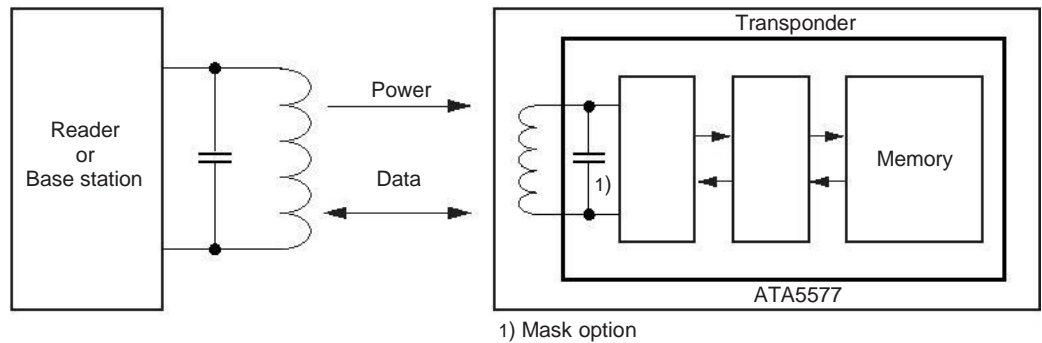 Transponder
Reader
or
Base station
Power
Data
1)
Memory
ATA5577
1) Mask option